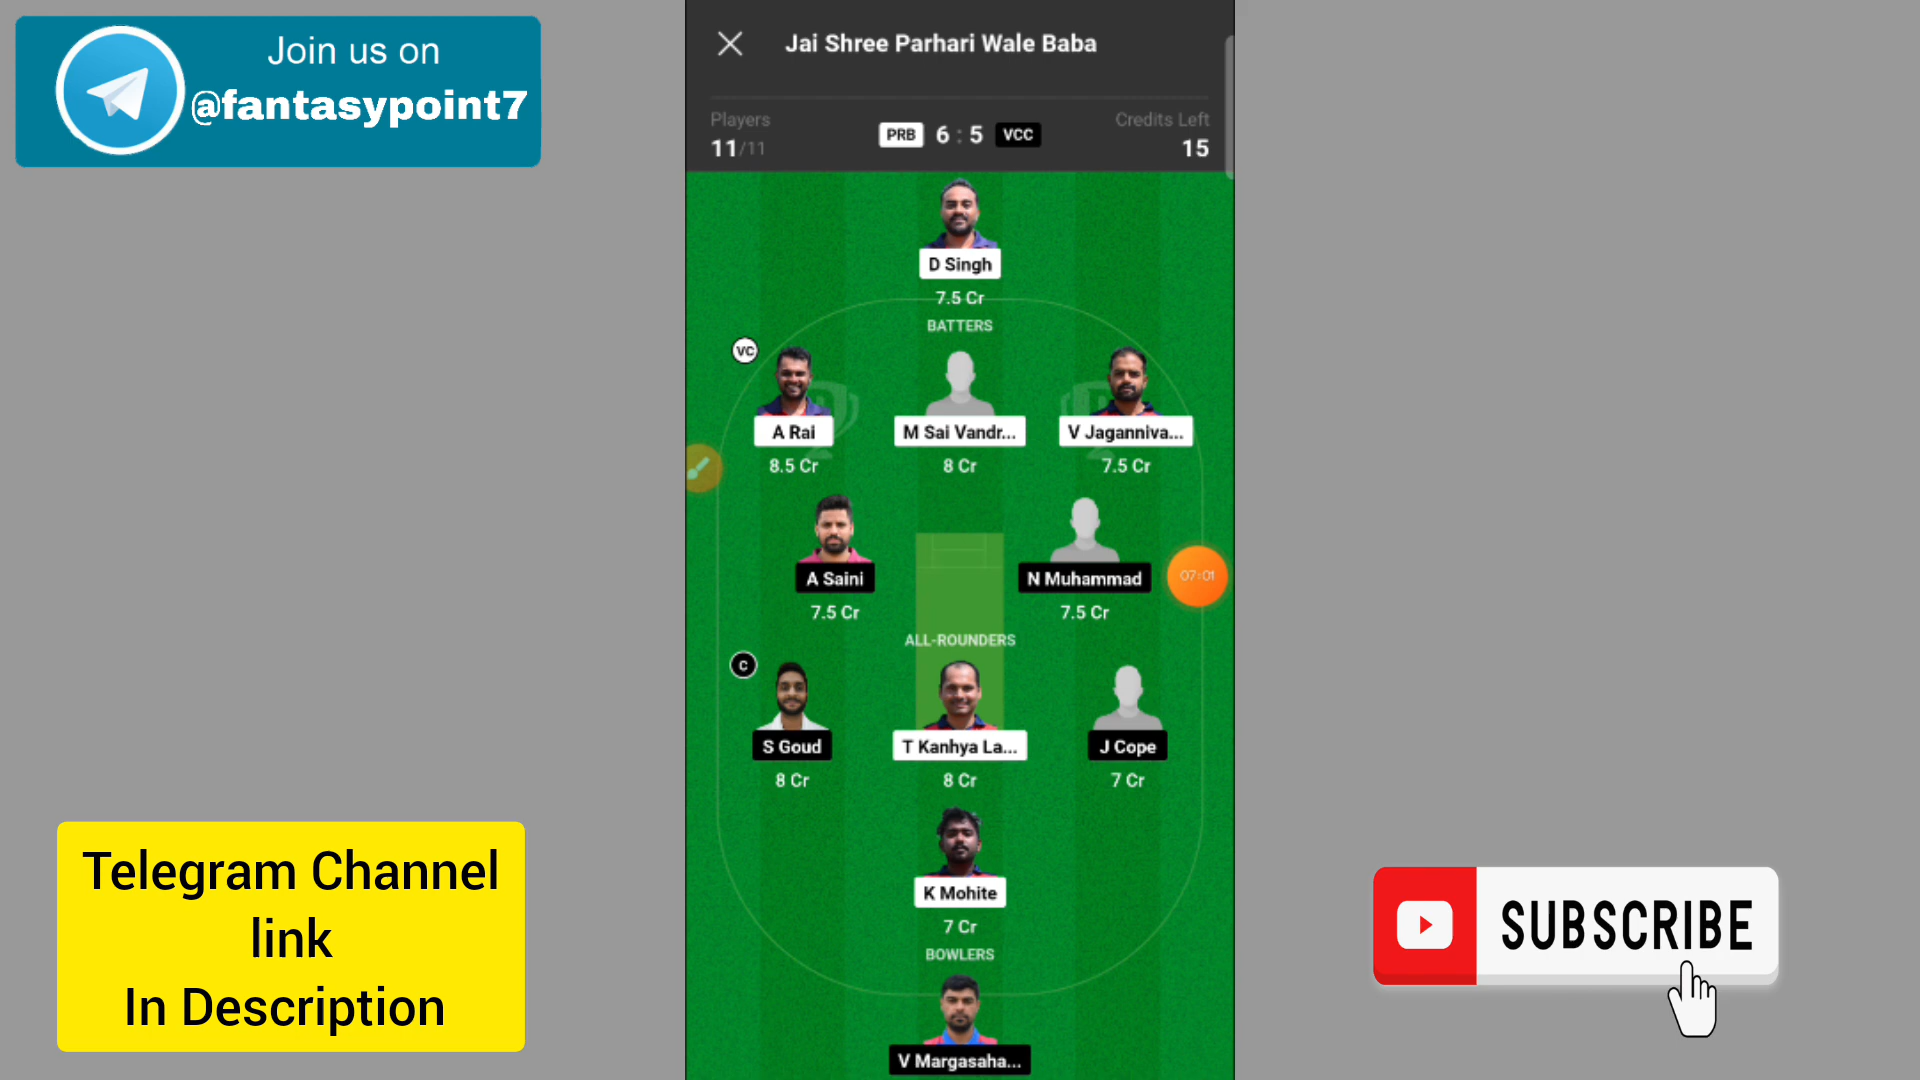 Join us on
@fantasypoint7
Jai Shree Parhari Wale Baba
Players
11/11
PRB 6 : 5 VCC
Credits Left
15
D Singh
7.5 Cr
BATTERS
VC
A Rai
8.5 Cr
M Sai Vandr...
8 Cr
V Jaganniva...
7.5 Cr
A Saini
7.5 Cr
N Muhammad
7.5 Cr
07:01
ALL-ROUNDERS
C
S Goud
8 Cr
T Kanhya La...
8 Cr
J Cope
7 Cr
K Mohite
7 Cr
BOWLERS
V Margasaha...
Telegram Channel
link
In Description
SUBSCRIBE